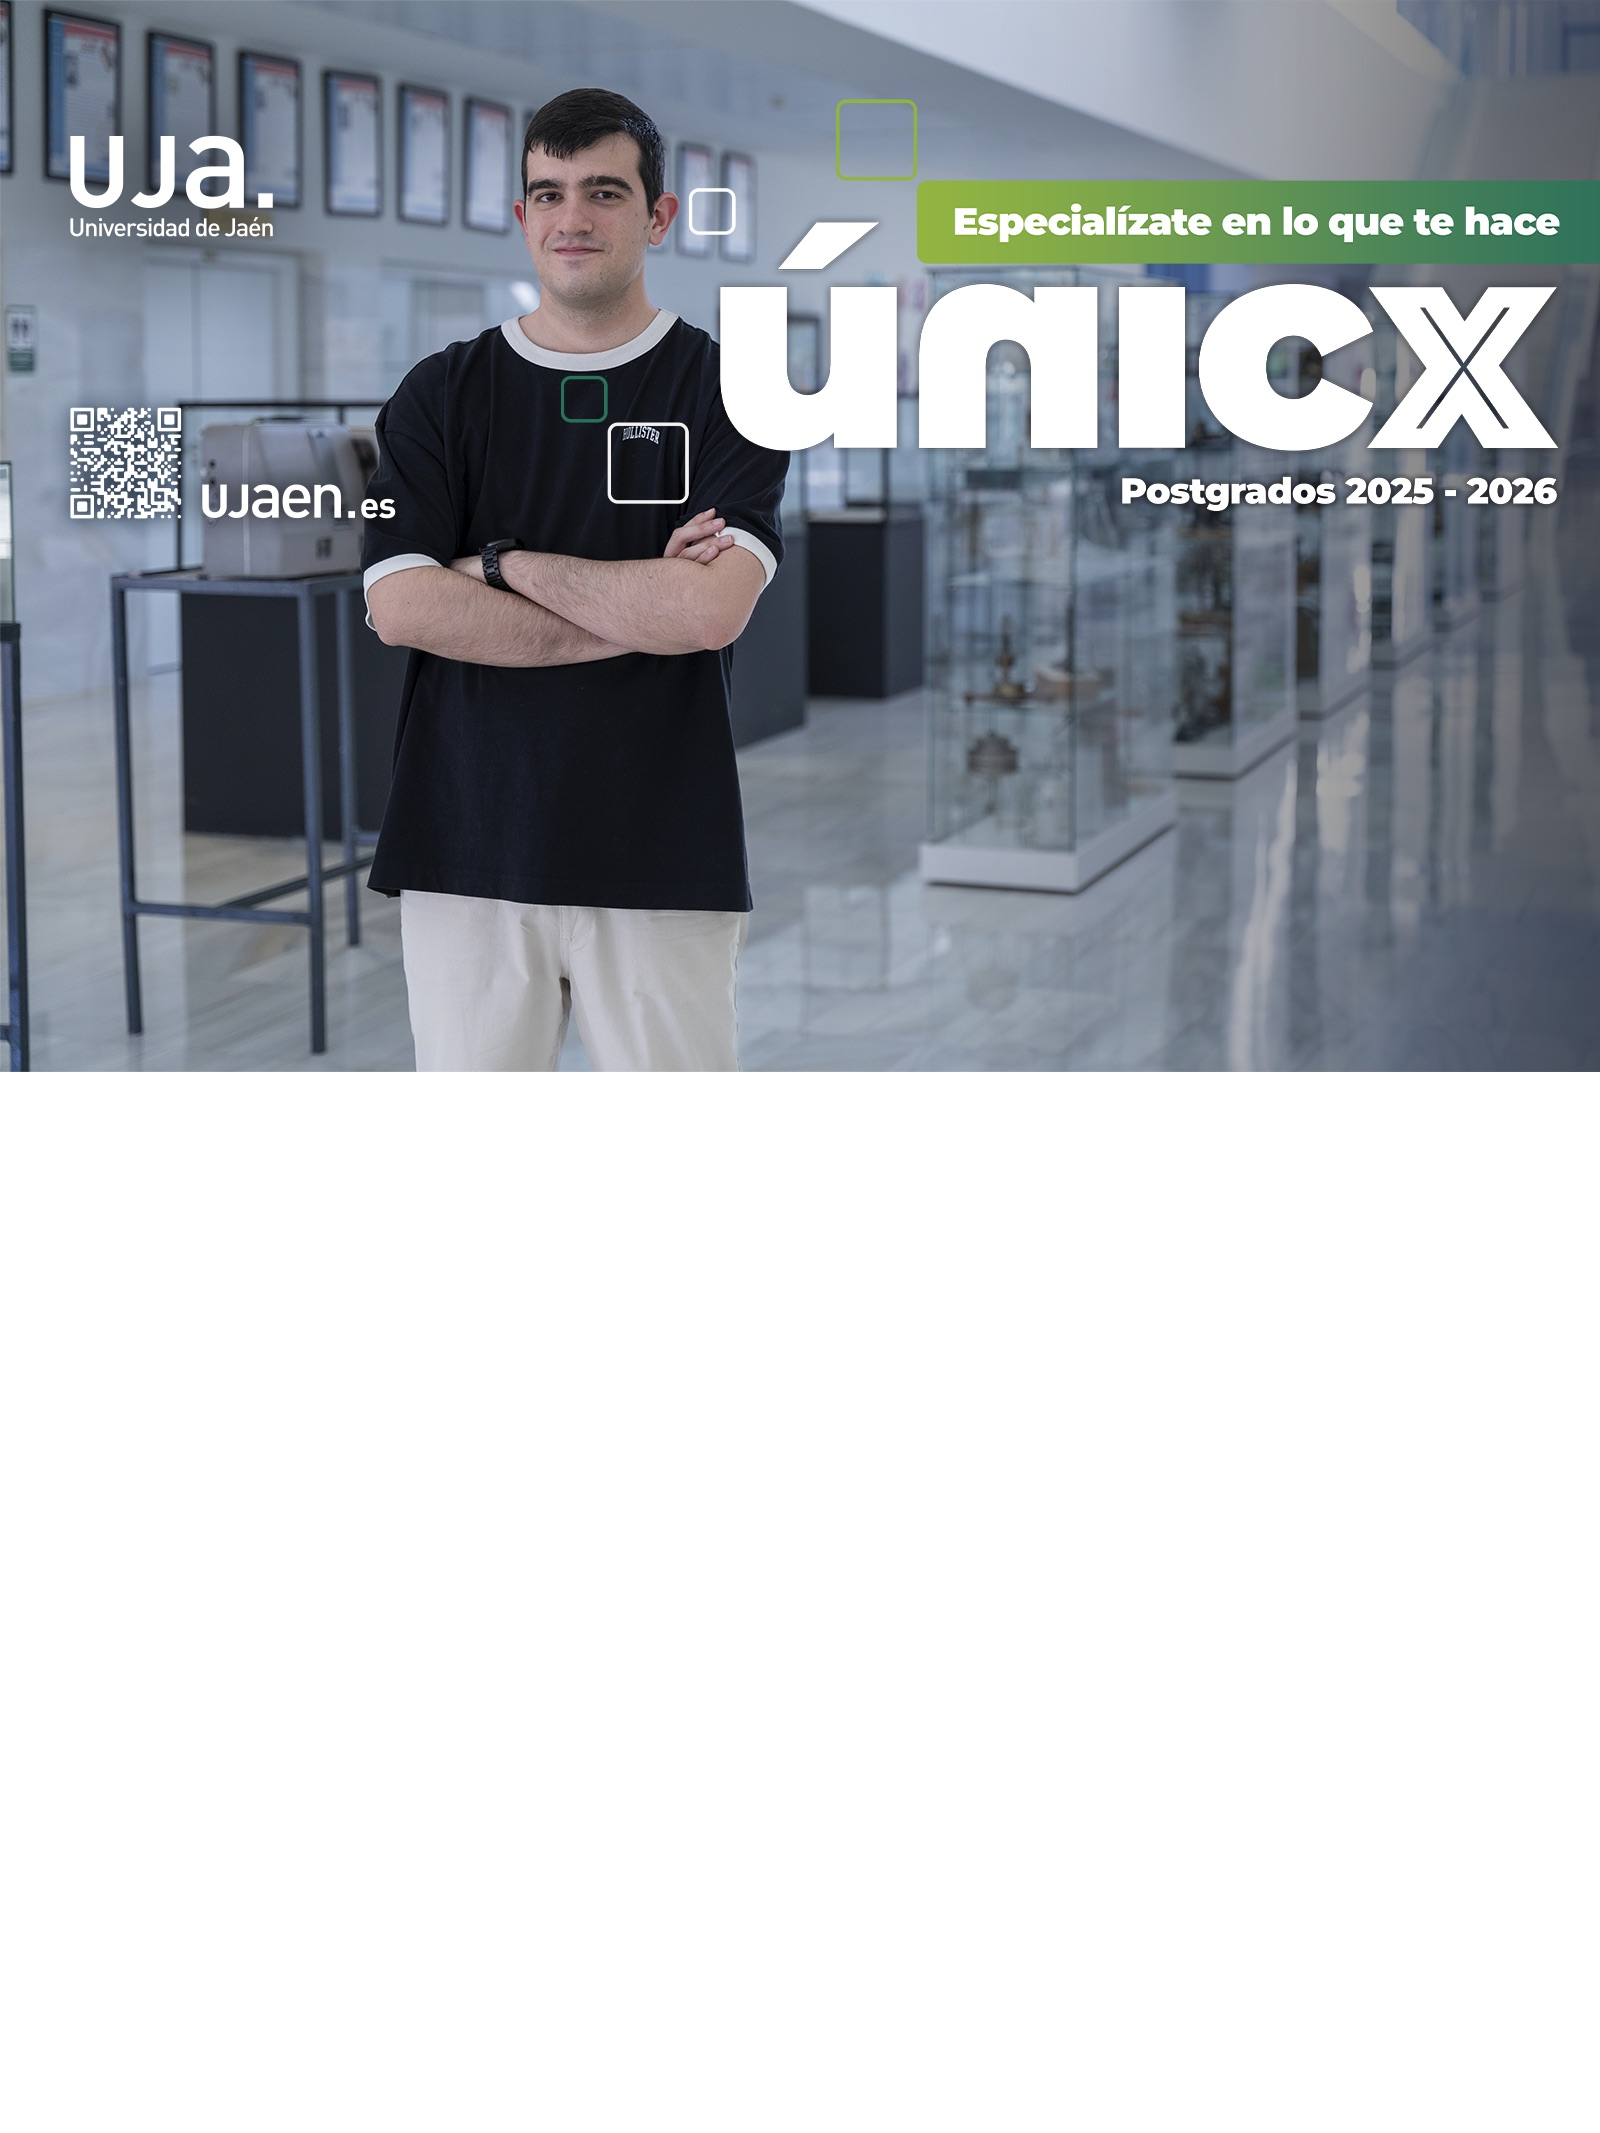 uja.
Universidad de Jaén
Especialízate en lo que te hace
únicx
Postgrados 2025 - 2026
HOLLISTER
ujaen.es